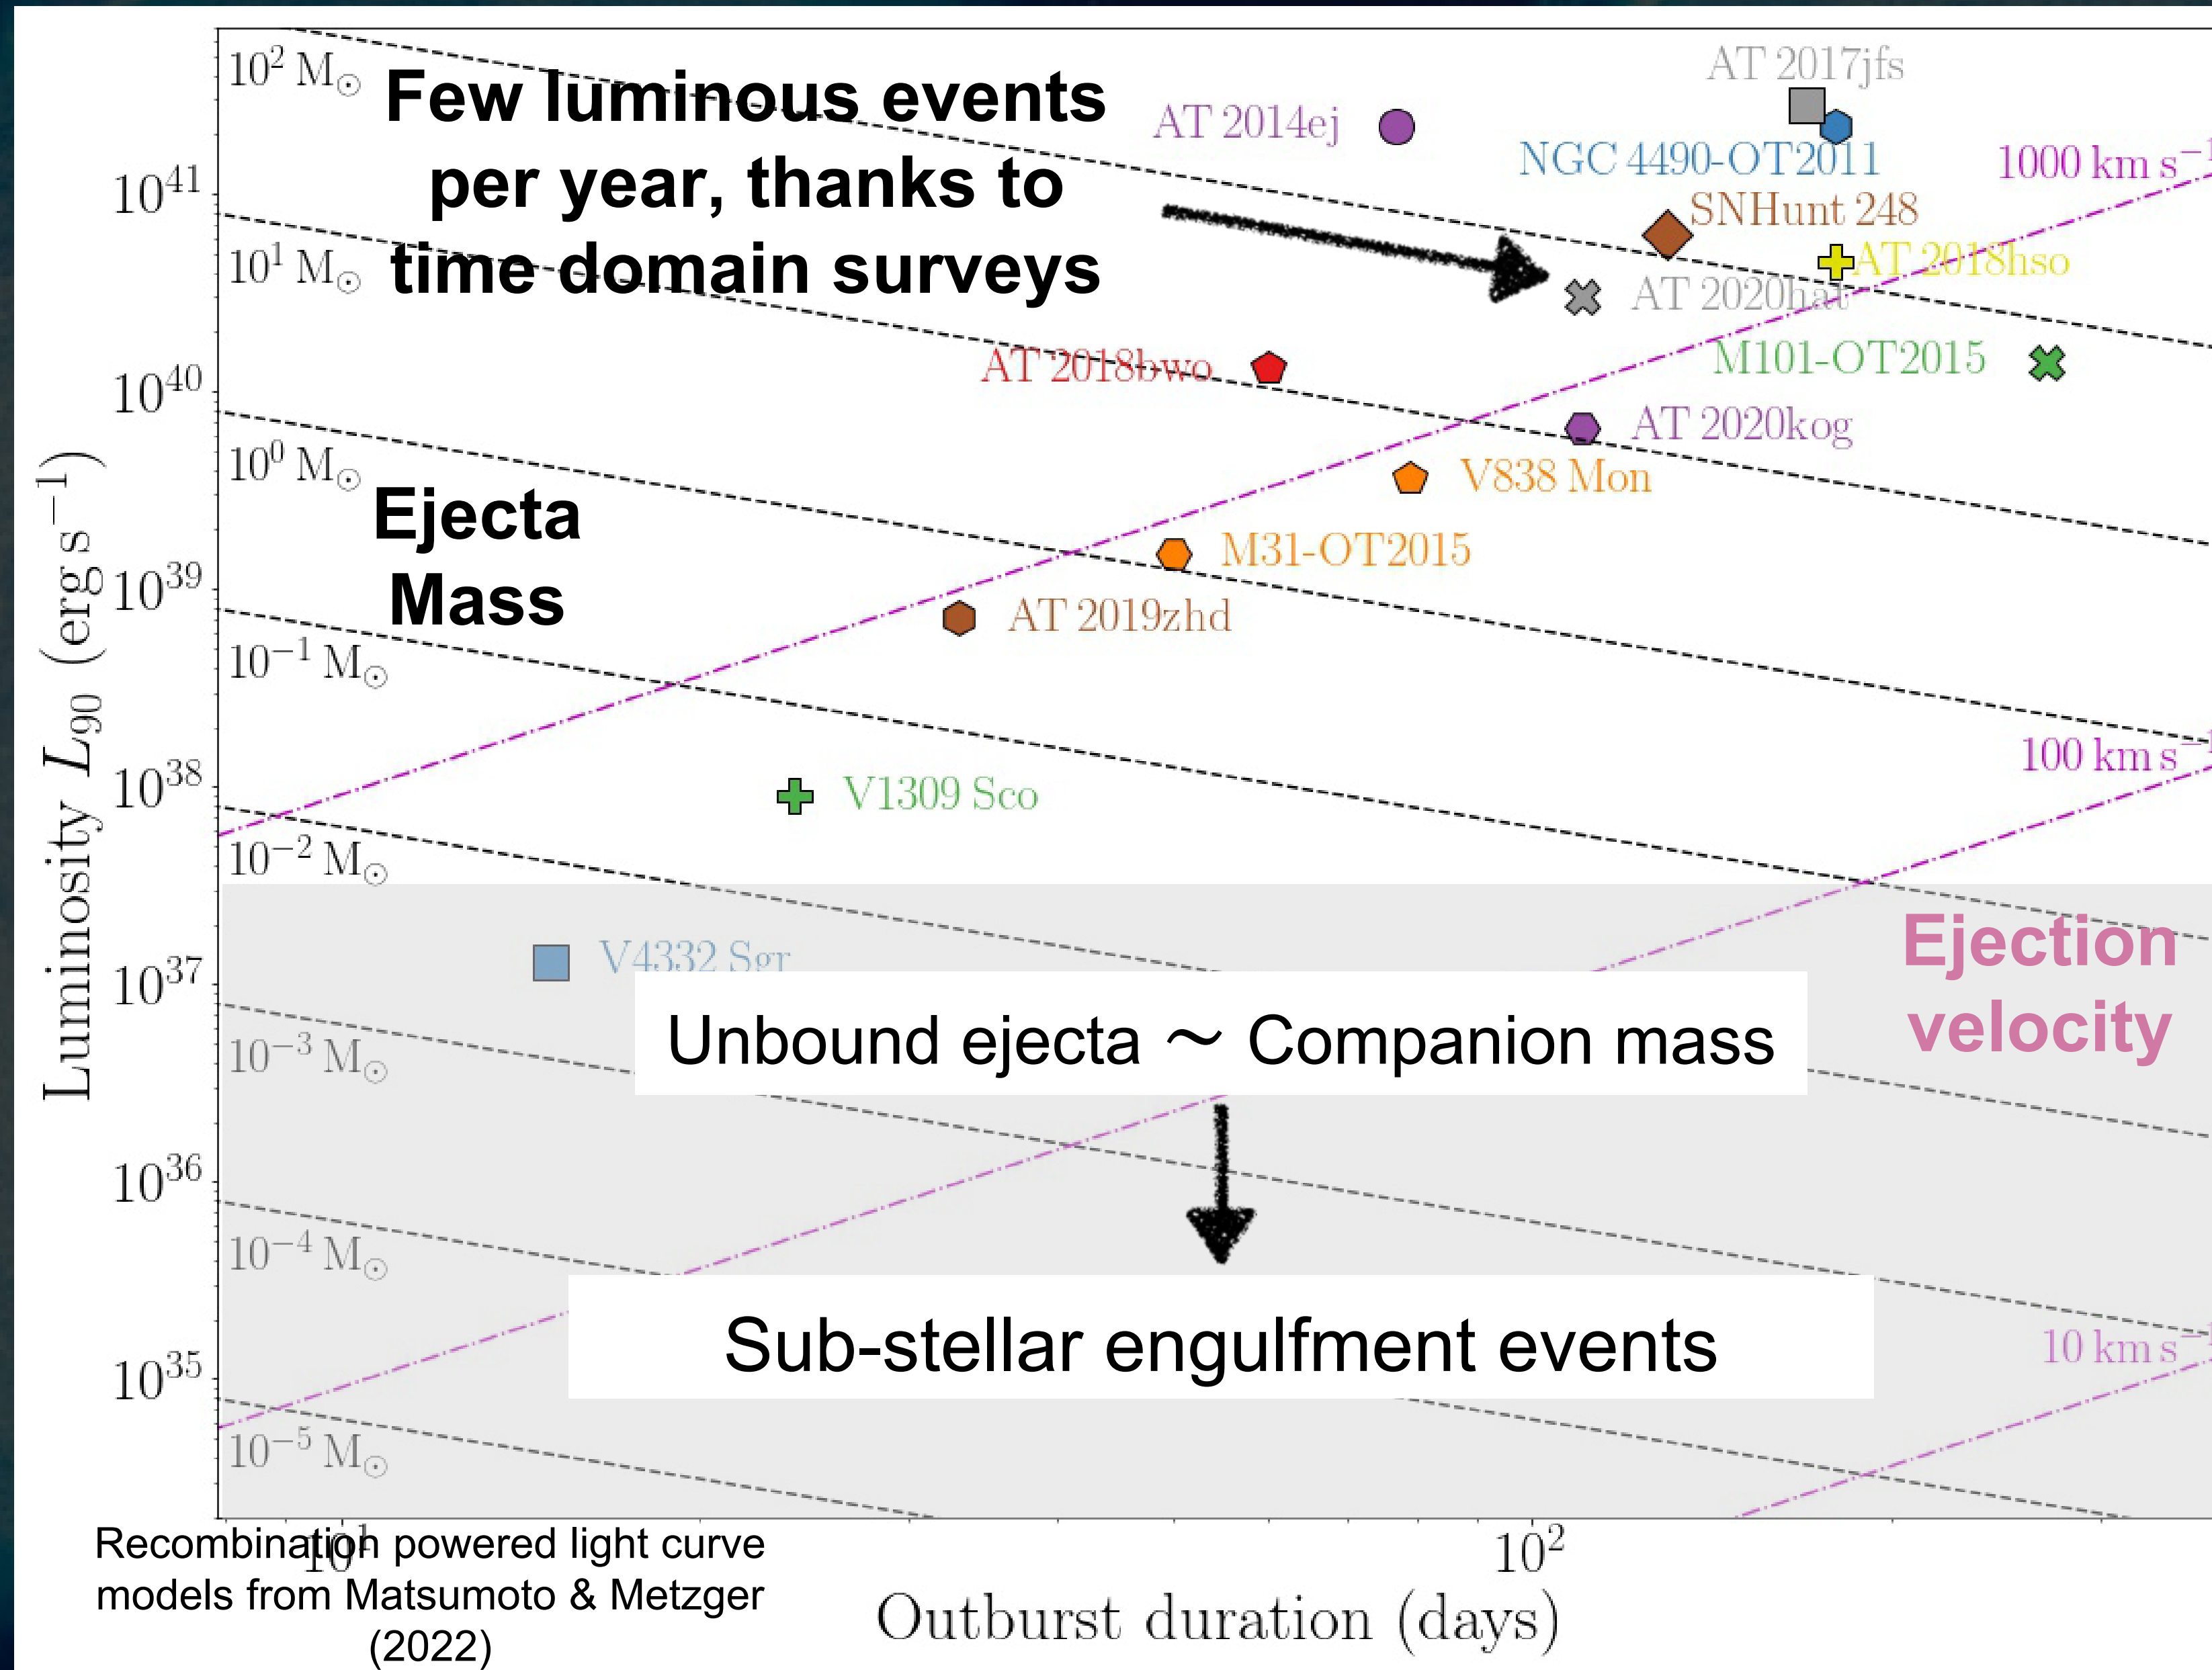 10² M☉
Few luminous events
per year, thanks to
time domain surveys
AT 2014ej
AT 2017jfs
NGC 4490-OT2011
1000 km s⁻¹
SNHunt 248
AT 2018hso
AT 2020hat
10⁴¹
10¹ M☉
AT 2018bwo
M101-OT2015
10⁴⁰
AT 2020kog
10⁰ M☉
V838 Mon
Ejecta
Mass
M31-OT2015
10³⁹
AT 2019zhd
10⁻¹ M☉
Luminosity L₉₀ (erg s⁻¹)
100 km s⁻¹
10³⁸
V1309 Sco
10⁻² M☉
Ejection
velocity
V4332 Sgr
10³⁷
Unbound ejecta ~ Companion mass
10⁻³ M☉
10³⁶
10⁻⁴ M☉
Sub-stellar engulfment events
10 km s⁻¹
10³⁵
10⁻⁵ M☉
10¹
10²
Recombination powered light curve
models from Matsumoto & Metzger
(2022)
Outburst duration (days)